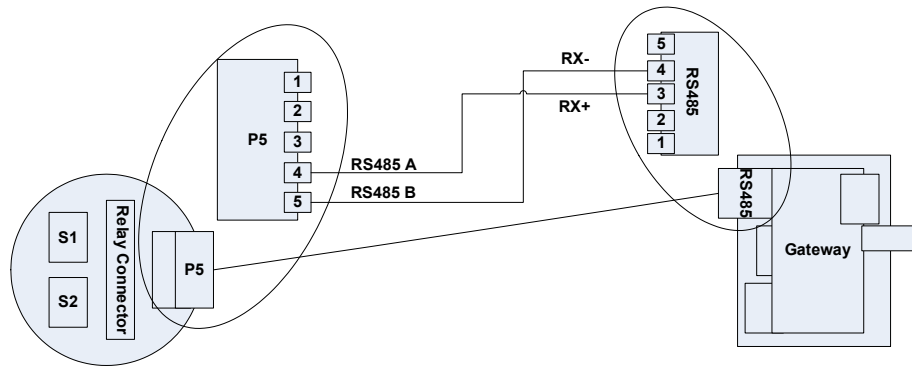 5
RX-
4
RS485
1
3
RX+
2
2
P5
3
1
RS485 A
4
RS485 B
5
RS485
S1
Relay Connector
Gateway
P5
S2